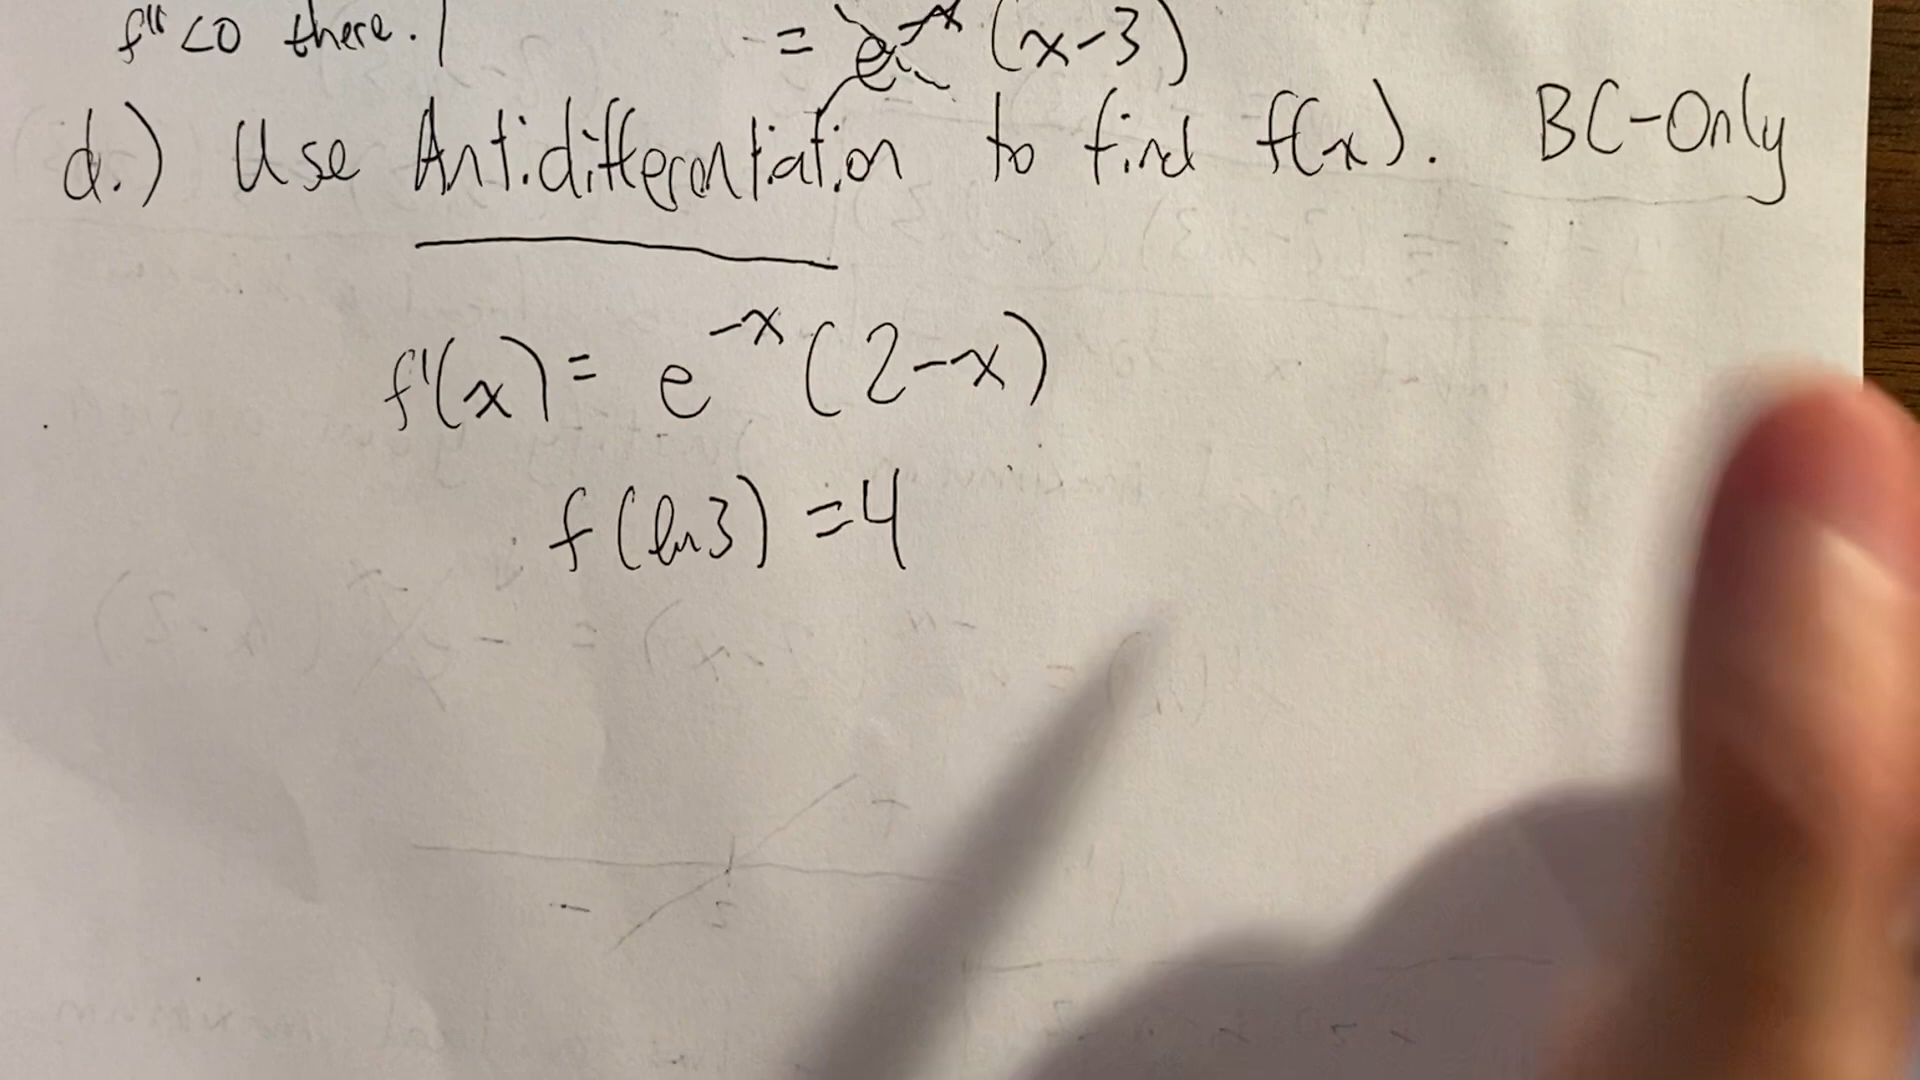 f'' <0 there.
= e^-x (x-3)
d.) Use Antidifferentiation to find f(x). BC-Only
f'(x) = e^-x (2-x)
f(ln3) = 4